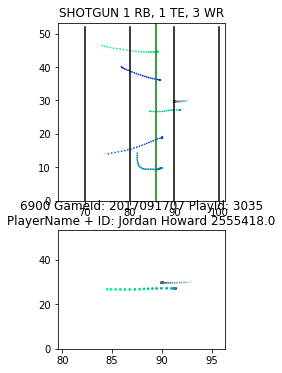 SHOTGUN 1 RB, 1 TE, 3 WR
50
40
30
20
10
0
70 80 90 100
6900 GameId: 2017091707 PlayId: 3035
PlayerName + ID: Jordan Howard 2555418.0
40
20
0
80 85 90 95